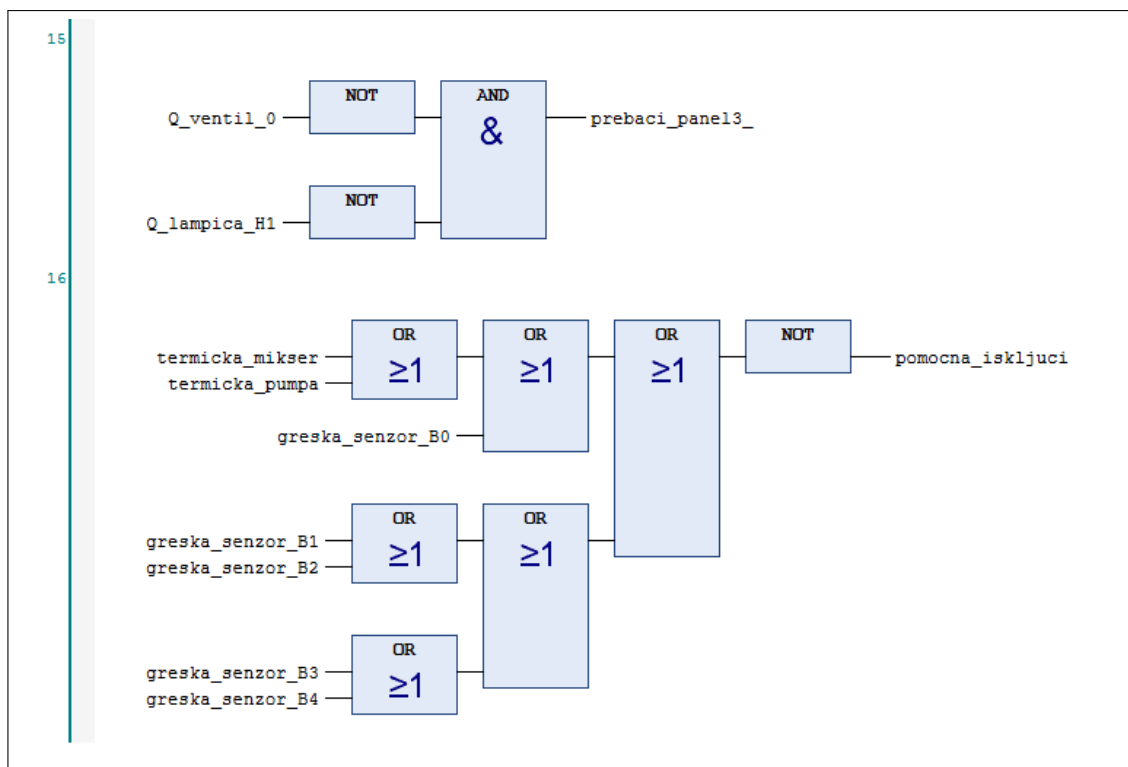 15
NOT AND
Q_ventil_0 & prebaci_panel3_
NOT
Q_lampica_H1
16
OR OR OR NOT
termicka_mikser ≥1 ≥1 ≥1 pomocna_iskljuci
termicka_pumpa
greska_senzor_B0
OR OR
greska_senzor_B1 ≥1 ≥1
greska_senzor_B2
OR
greska_senzor_B3 ≥1
greska_senzor_B4